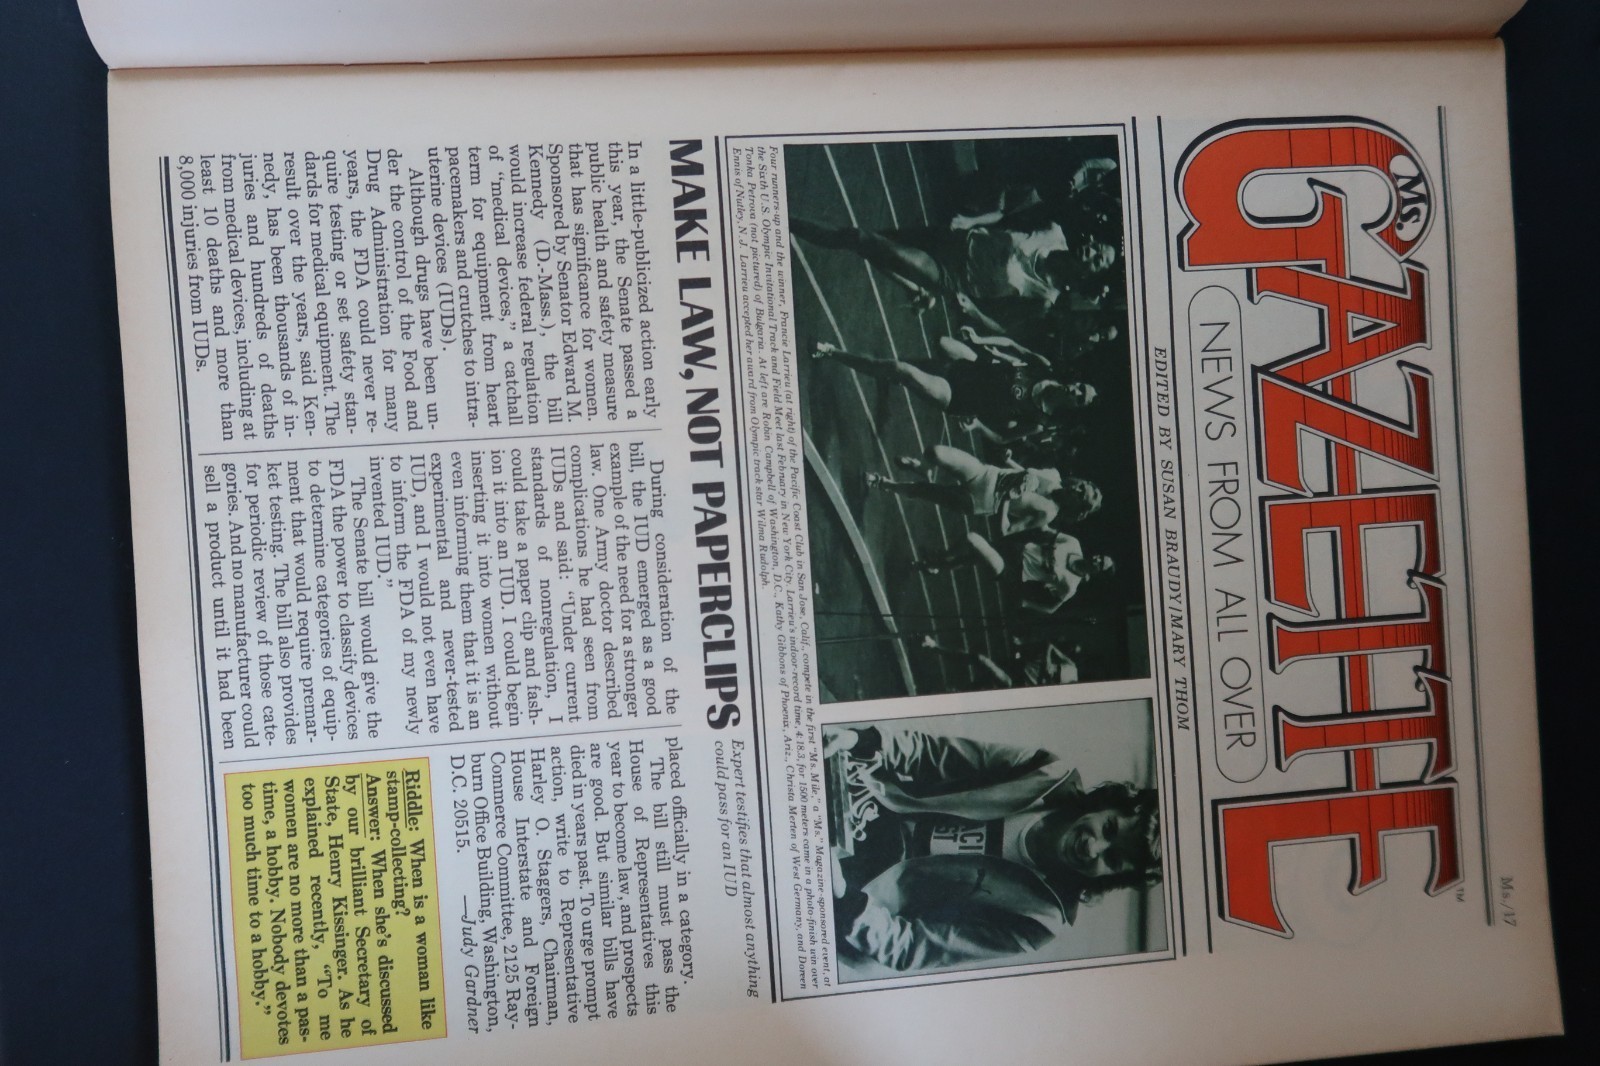 Ms./17
Ms.
GAZETTE
TM
NEWS FROM ALL OVER
EDITED BY SUSAN BRAUDY/MARY THOM
Four runners-up and the winner, Francie Larrieu (at right) of the Pacific Coast Club in San Jose, Calif., compete in the first "Ms. Mile," a "Ms." Magazine-sponsored event, at
the Sixth U.S. Olympic Invitational Track and Field Meet last February in New York City. Larrieu's indoor-record time, 4:18.3, for 1500 meters came in a photo-finish win over
Tonka Petrova (not pictured) of Bulgaria. At left are Robin Campbell of Washington, D.C., Kathy Gibbons of Phoenix, Ariz., Christa Merten of West Germany, and Doreen
Ennis of Nutley, N.J. Larrieu accepted her award from Olympic track star Wilma Rudolph.
MAKE LAW, NOT PAPERCLIPS
Expert testifies that almost anything
could pass for an IUD
In a little-publicized action early
this year, the Senate passed a
public health and safety measure
that has significance for women.
Sponsored by Senator Edward M.
Kennedy (D.-Mass.), the bill
would increase federal regulation
of "medical devices," a catchall
term for equipment from heart
pacemakers and crutches to intra-
uterine devices (IUDs).
Although drugs have been un-
der the control of the Food and
Drug Administration for many
years, the FDA could never re-
quire testing or set safety stan-
dards for medical equipment. The
result over the years, said Ken-
nedy, has been thousands of in-
juries and hundreds of deaths
from medical devices, including at
least 10 deaths and more than
8,000 injuries from IUDs.
During consideration of the
bill, the IUD emerged as a good
example of the need for a stronger
law. One Army doctor described
complications he had seen from
IUDs and said: "Under current
standards of nonregulation, I
could take a paper clip and fash-
ion it into an IUD. I could begin
inserting it into women without
even informing them that it is an
experimental and never-tested
IUD, and I would not even have
to inform the FDA of my newly
invented IUD."
The Senate bill would give the
FDA the power to classify devices
to determine categories of equip-
ment that would require premar-
ket testing. The bill also provides
for periodic review of those cate-
gories. And no manufacturer could
sell a product until it had been
placed officially in a category.
The bill still must pass the
House of Representatives this
year to become law, and prospects
are good. But similar bills have
died in years past. To urge prompt
action, write to Representative
Harley O. Staggers, Chairman,
House Interstate and Foreign
Commerce Committee, 2125 Ray-
burn Office Building, Washington,
D.C. 20515. —Judy Gardner
Riddle: When is a woman like
stamp-collecting?
Answer: When she's discussed
by our brilliant Secretary of
State, Henry Kissinger. As he
explained recently, "To me
women are no more than a pas-
time, a hobby. Nobody devotes
too much time to a hobby."